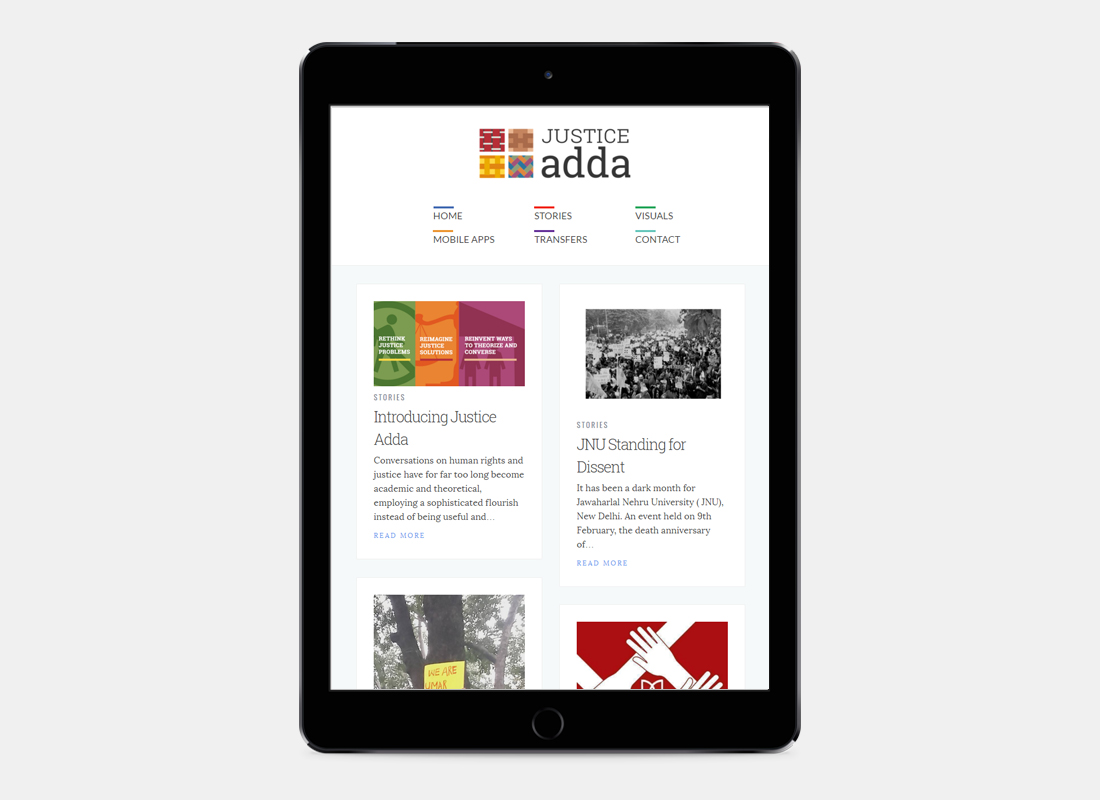 JUSTICE
adda
HOME
STORIES
VISUALS
MOBILE APPS
TRANSFERS
CONTACT
RETHINK
JUSTICE
PROBLEMS
REIMAGINE
JUSTICE
SOLUTIONS
REINVENT WAYS
TO THEORIZE AND
CONVERSE
STORIES
Introducing Justice
Adda
Conversations on human rights and
justice have for far too long become
academic and theoretical,
employing a sophisticated flourish
instead of being useful and…
READ MORE
STORIES
JNU Standing for
Dissent
It has been a dark month for
Jawaharlal Nehru University ( JNU),
New Delhi. An event held on 9th
February, the death anniversary
of…
READ MORE
WE ARE
UMAR